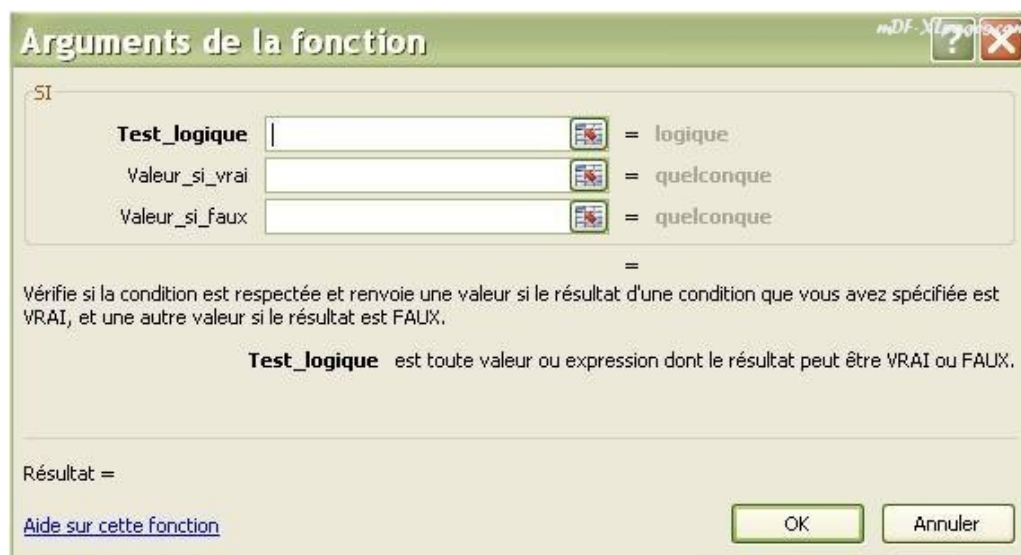 Arguments de la fonction
?
SI
Test_logique = logique
Valeur_si_vrai = quelconque
Valeur_si_faux = quelconque
=
Vérifie si la condition est respectée et renvoie une valeur si le résultat d'une condition que vous avez spécifiée est
VRAI, et une autre valeur si le résultat est FAUX.
Test_logique est toute valeur ou expression dont le résultat peut être VRAI ou FAUX.
Résultat =
Aide sur cette fonction
OK Annuler